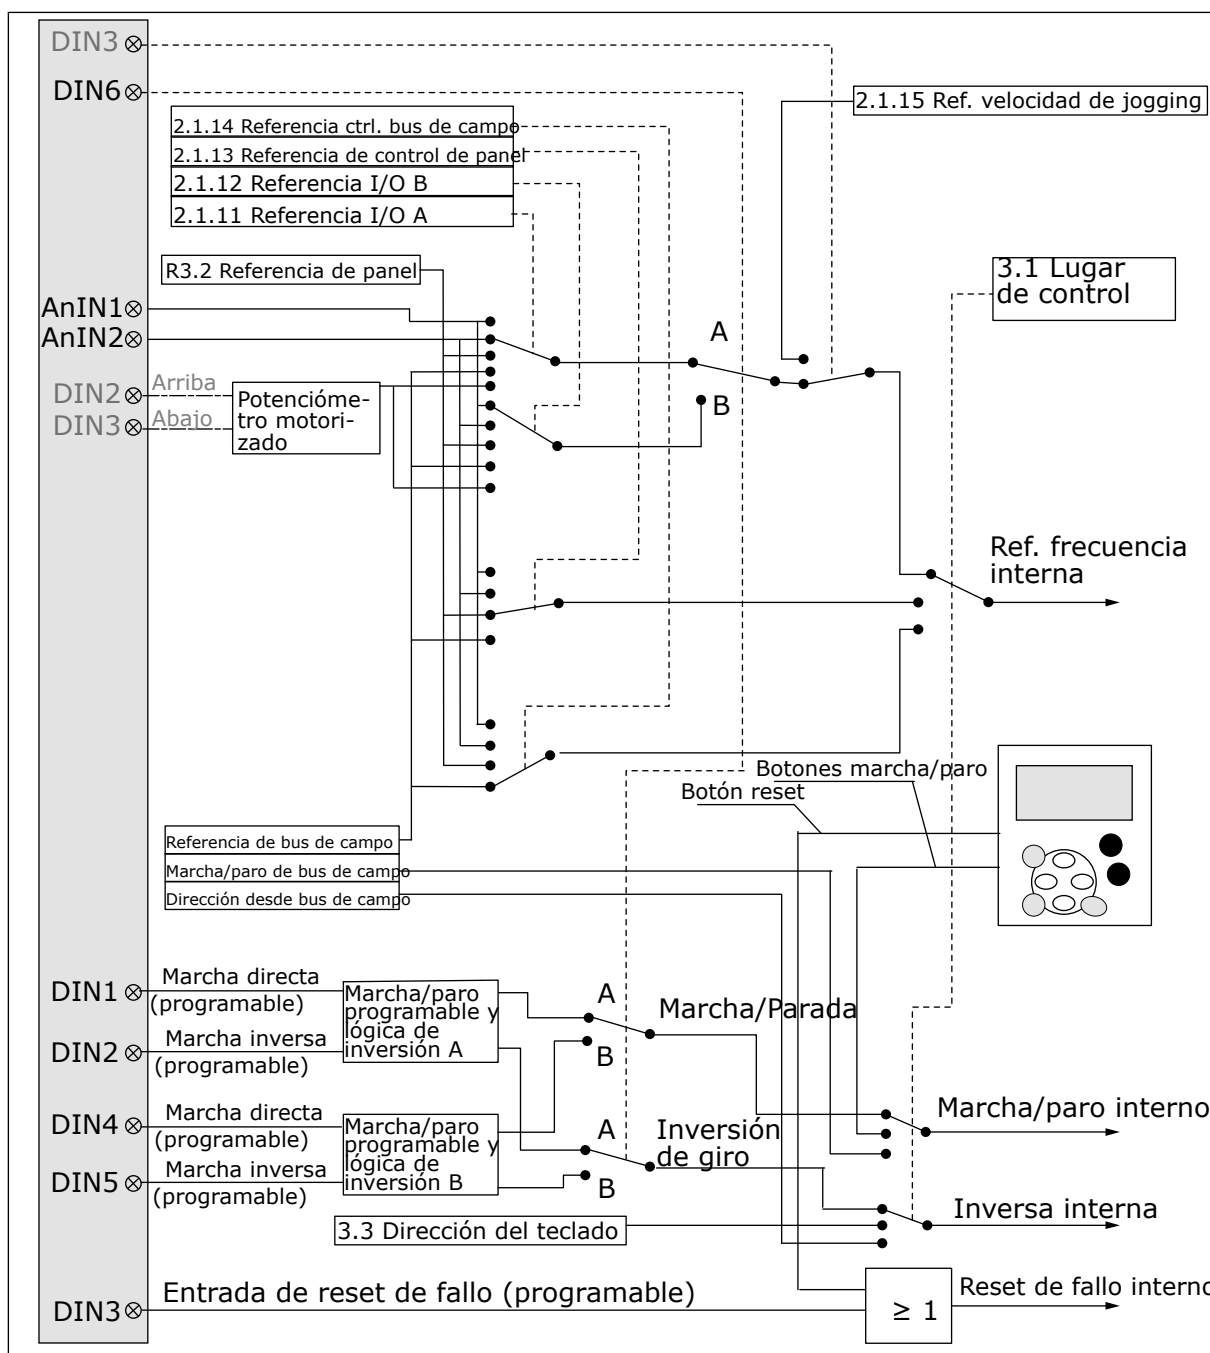 DIN3
DIN6
2.1.15 Ref. velocidad de jogging
2.1.14 Referencia ctrl. bus de campo
2.1.13 Referencia de control de panel
2.1.12 Referencia I/O B
2.1.11 Referencia I/O A
R3.2 Referencia de panel
3.1 Lugar
de control
AnIN1
AnIN2
A
B
DIN2
Arriba
DIN3
Abajo
Potencióme-
tro motori-
zado
Ref. frecuencia
interna
Botones marcha/paro
Botón reset
Referencia de bus de campo
Marcha/paro de bus de campo
Dirección desde bus de campo
DIN1
Marcha directa
(programable)
DIN2
Marcha inversa
(programable)
Marcha/paro
programable y
lógica de
inversión A
A
B
Marcha/Parada
DIN4
Marcha directa
(programable)
DIN5
Marcha inversa
(programable)
Marcha/paro
programable y
lógica de
inversión B
A
B
Inversión
de giro
Marcha/paro interno
3.3 Dirección del teclado
Inversa interna
DIN3
Entrada de reset de fallo (programable)
≥ 1
Reset de fallo interno